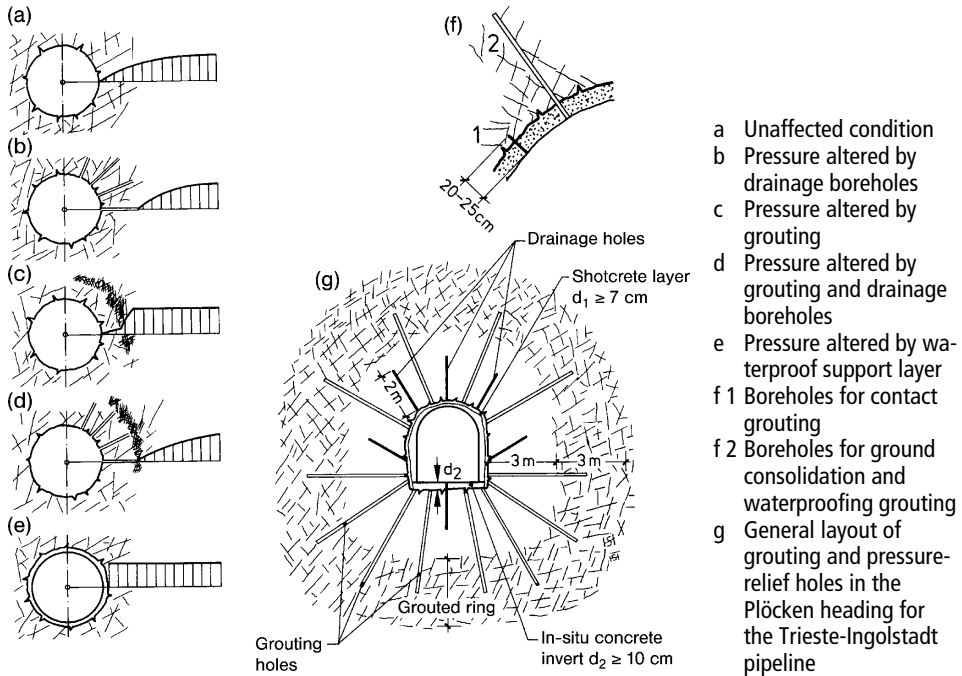 (a)
(b)
(c)
(d)
(e)
(f)
2
1
20-25cm
(g)
Drainage holes
Shotcrete layer
d1 ≥ 7 cm
2m
d2
3m
3m
Grouted ring
Grouting
holes
In-situ concrete
invert d2 ≥ 10 cm
a Unaffected condition
b Pressure altered by
drainage boreholes
c Pressure altered by
grouting
d Pressure altered by
grouting and drainage
boreholes
e Pressure altered by wa-
terproof support layer
f 1 Boreholes for contact
grouting
f 2 Boreholes for ground
consolidation and
waterproofing grouting
g General layout of
grouting and pressure-
relief holes in the
Plöcken heading for
the Trieste-Ingolstadt
pipeline